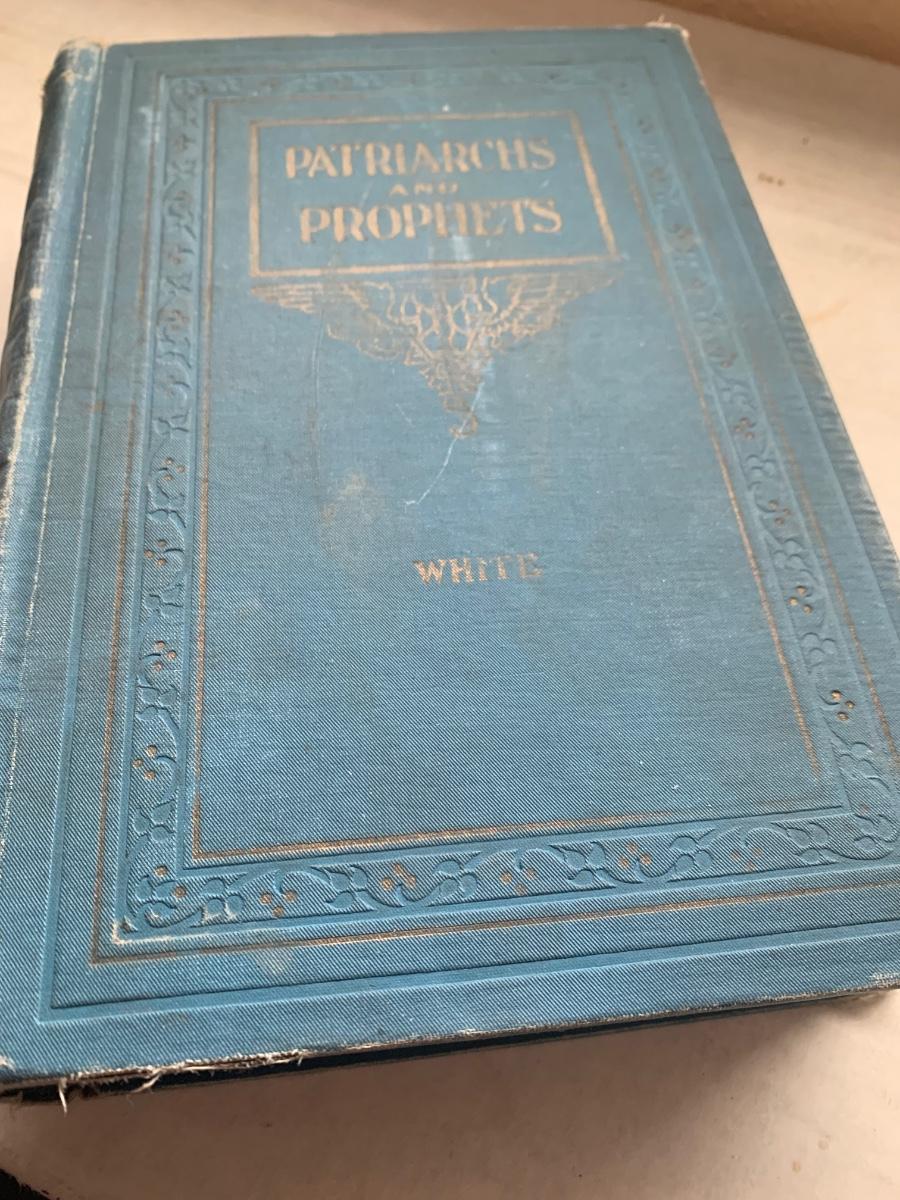 PATRIARCHS
AND
PROPHETS
WHITE